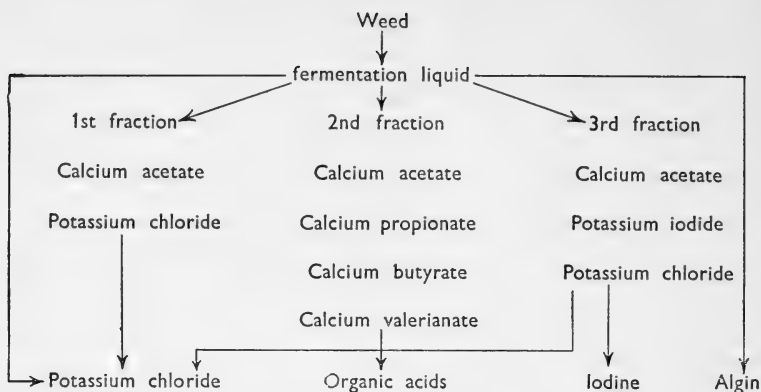 Weed
fermentation liquid
1st fraction 2nd fraction 3rd fraction
Calcium acetate Calcium acetate Calcium acetate
Potassium chloride Calcium propionate Potassium iodide
Calcium butyrate Potassium chloride
Calcium valerianate
Potassium chloride Organic acids Iodine Algin